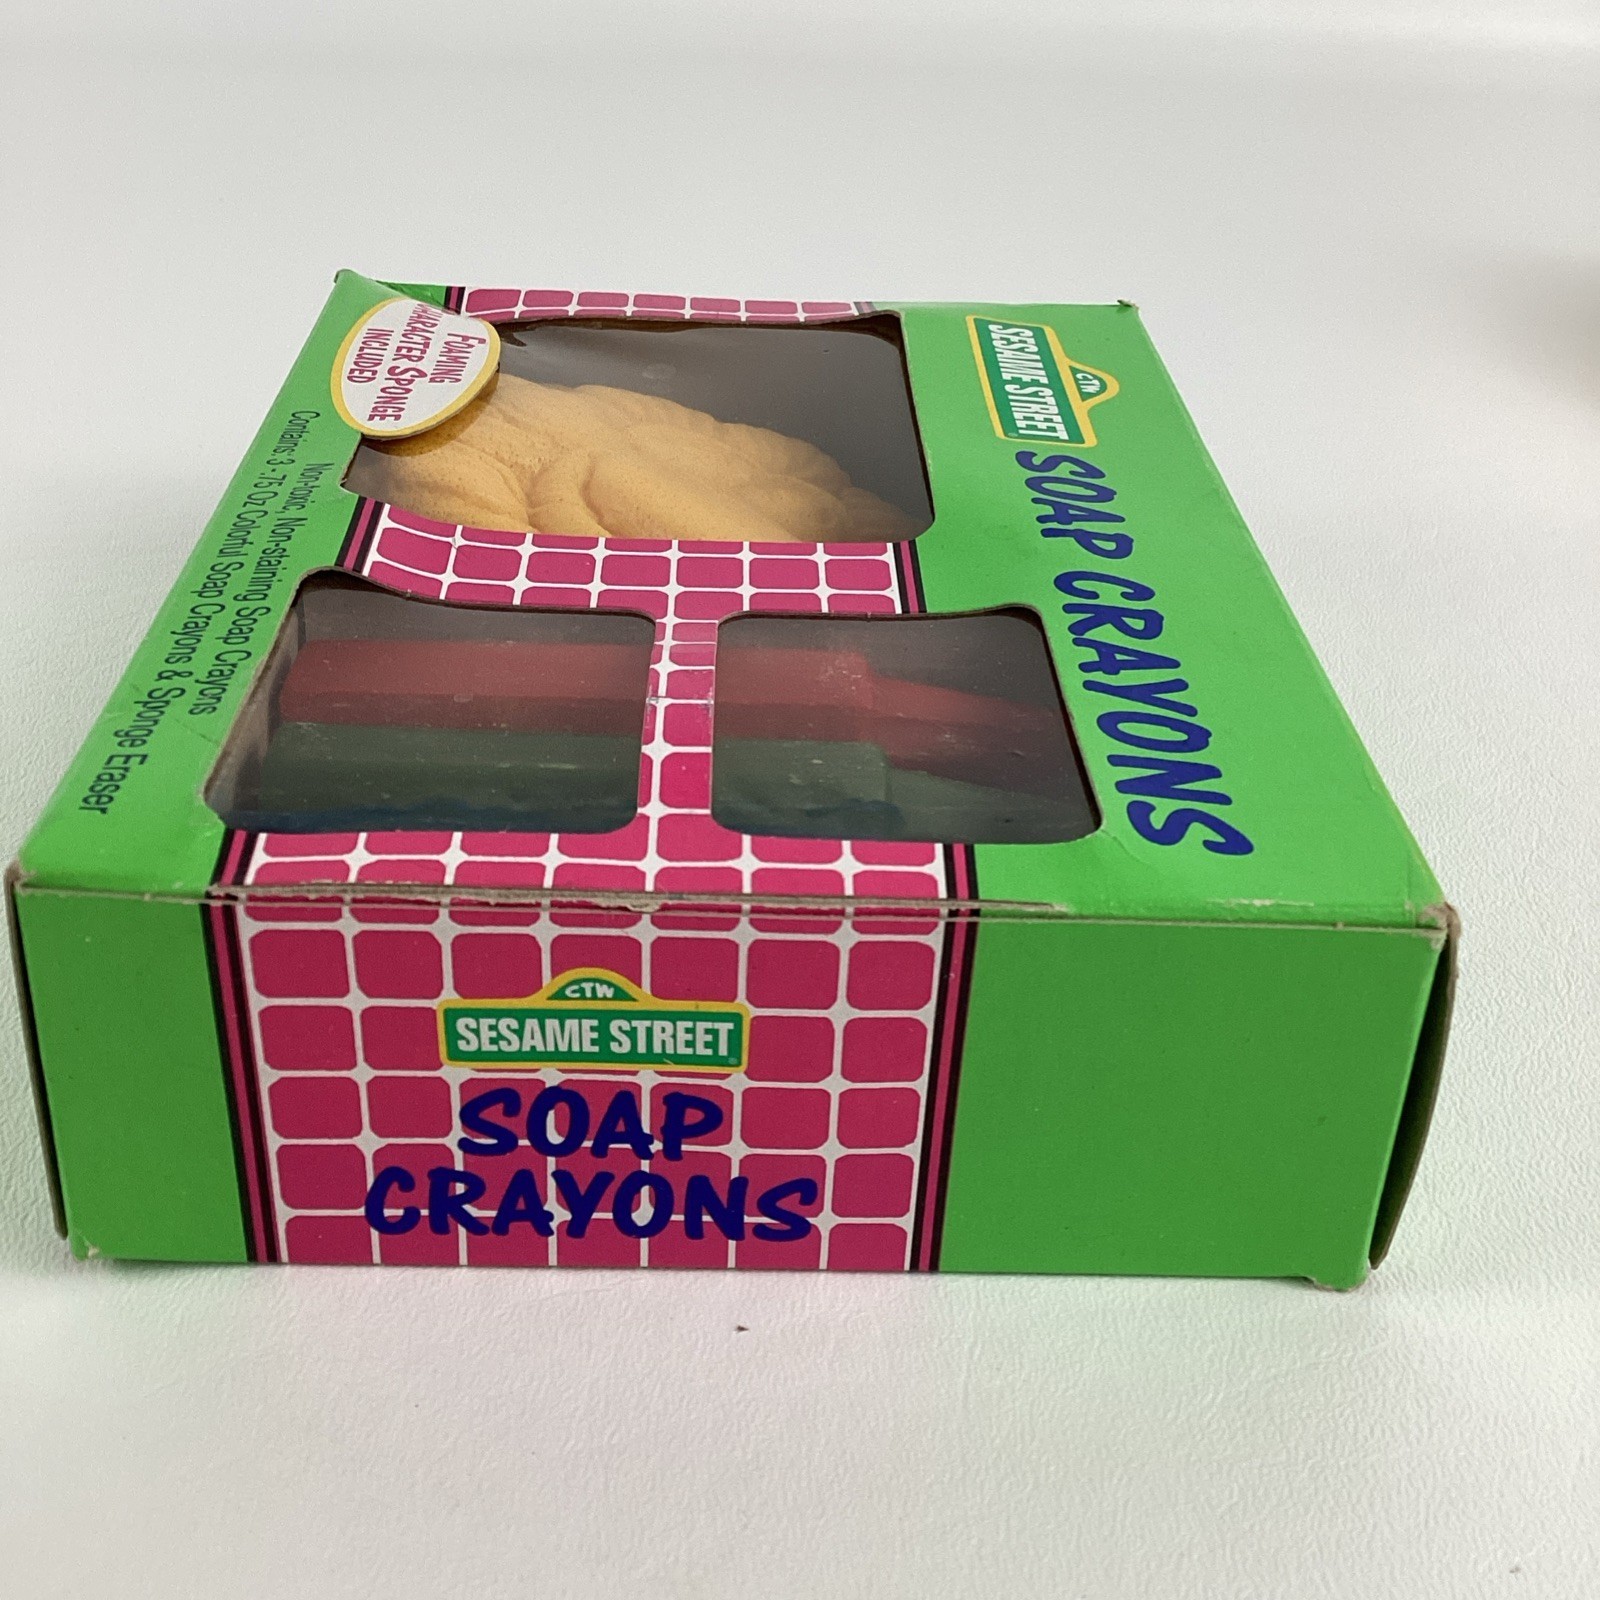 CTW
SESAME STREET
SOAP CRAYONS
FOAMING
CHARACTER SPONGE
INCLUDED
Non-toxic, Non-staining Soap Crayons
Contains: 3-.75 Oz Colorful Soap Crayons & Sponge Eraser
CTW
SESAME STREET
SOAP
CRAYONS